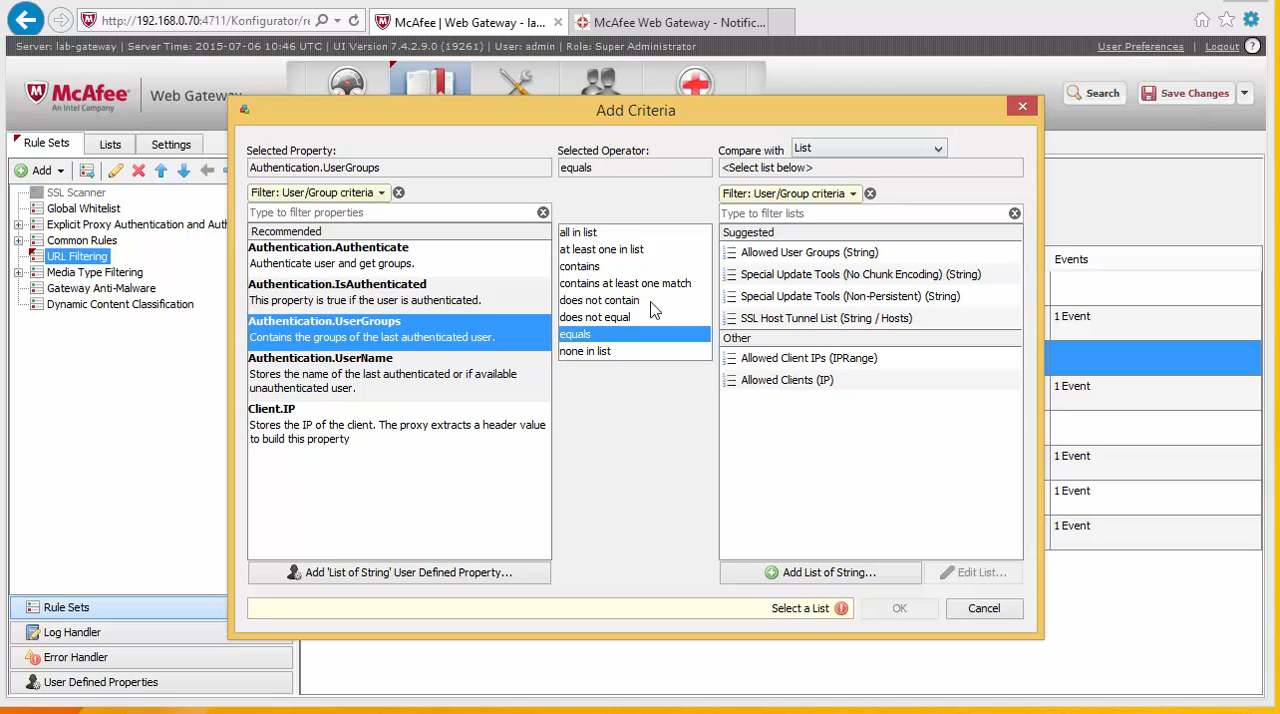 http://192.168.0.70:4711/Konfigurator/re
McAfee | Web Gateway - la...
McAfee Web Gateway - Notific...
Server: lab-gateway | Server Time: 2015-07-06 10:46 UTC | UI Version 7.4.2.9.0 (19261) | User: admin | Role: Super Administrator
User Preferences | Logout ?
McAfee
An Intel Company
Web Gateway
Search
Save Changes
Add Criteria
Rule Sets
Lists
Settings
Add
SSL Scanner
Global Whitelist
Explicit Proxy Authentication and Auth
Common Rules
URL Filtering
Media Type Filtering
Gateway Anti-Malware
Dynamic Content Classification
Rule Sets
Log Handler
Error Handler
User Defined Properties
Selected Property:
Authentication.UserGroups
Filter: User/Group criteria
Type to filter properties
Recommended
Authentication.Authenticate
Authenticate user and get groups.
Authentication.IsAuthenticated
This property is true if the user is authenticated.
Authentication.UserGroups
Contains the groups of the last authenticated user.
Authentication.UserName
Stores the name of the last authenticated or if available
unauthenticated user.
Client.IP
Stores the IP of the client. The proxy extracts a header value
to build this property
Add 'List of String' User Defined Property...
Selected Operator:
equals
all in list
at least one in list
contains
contains at least one match
does not contain
does not equal
equals
none in list
Compare with
List
<Select list below>
Filter: User/Group criteria
Type to filter lists
Suggested
Allowed User Groups (String)
Special Update Tools (No Chunk Encoding) (String)
Special Update Tools (Non-Persistent) (String)
SSL Host Tunnel List (String / Hosts)
Other
Allowed Client IPs (IPRange)
Allowed Clients (IP)
Add List of String...
Edit List...
Select a List
OK
Cancel
Events
1 Event
1 Event
1 Event
1 Event
1 Event